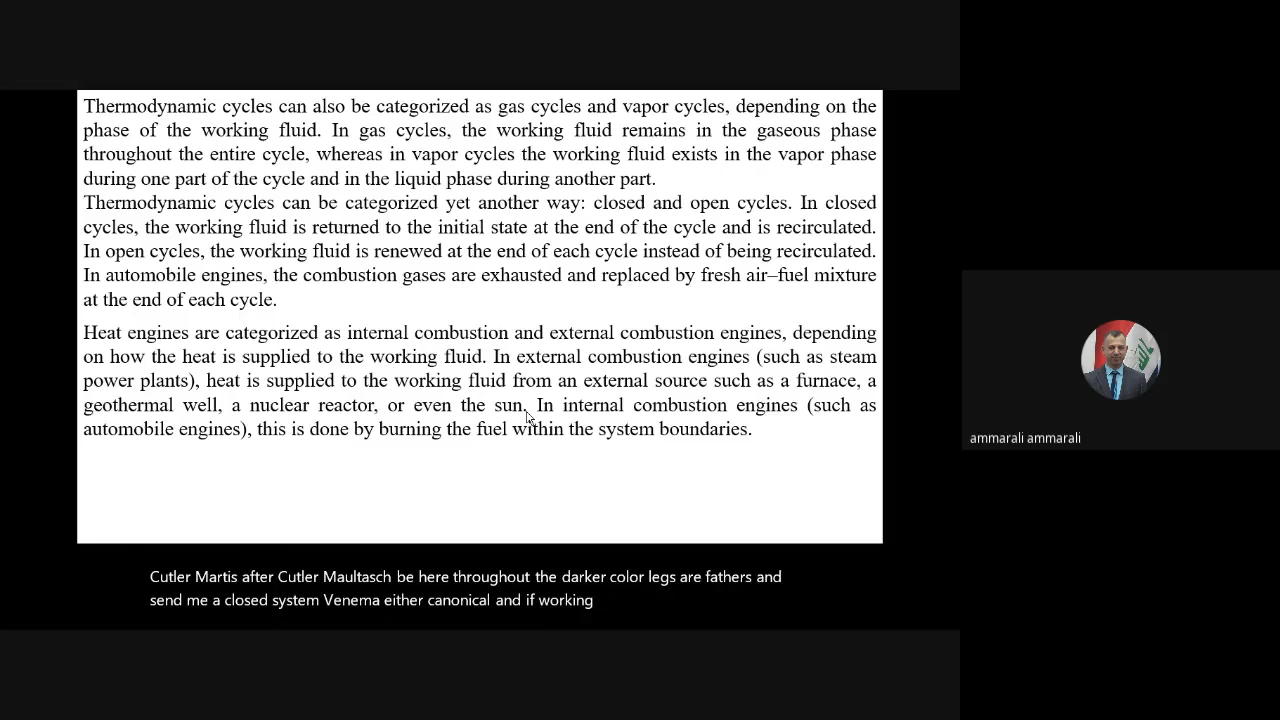 Thermodynamic cycles can also be categorized as gas cycles and vapor cycles, depending on the
phase of the working fluid. In gas cycles, the working fluid remains in the gaseous phase
throughout the entire cycle, whereas in vapor cycles the working fluid exists in the vapor phase
during one part of the cycle and in the liquid phase during another part.
Thermodynamic cycles can be categorized yet another way: closed and open cycles. In closed
cycles, the working fluid is returned to the initial state at the end of the cycle and is recirculated.
In open cycles, the working fluid is renewed at the end of each cycle instead of being recirculated.
In automobile engines, the combustion gases are exhausted and replaced by fresh air–fuel mixture
at the end of each cycle.
Heat engines are categorized as internal combustion and external combustion engines, depending
on how the heat is supplied to the working fluid. In external combustion engines (such as steam
power plants), heat is supplied to the working fluid from an external source such as a furnace, a
geothermal well, a nuclear reactor, or even the sun. In internal combustion engines (such as
automobile engines), this is done by burning the fuel within the system boundaries.
ammarali ammarali
Cutler Martis after Cutler Maultasch be here throughout the darker color legs are fathers and
send me a closed system Venema either canonical and if working